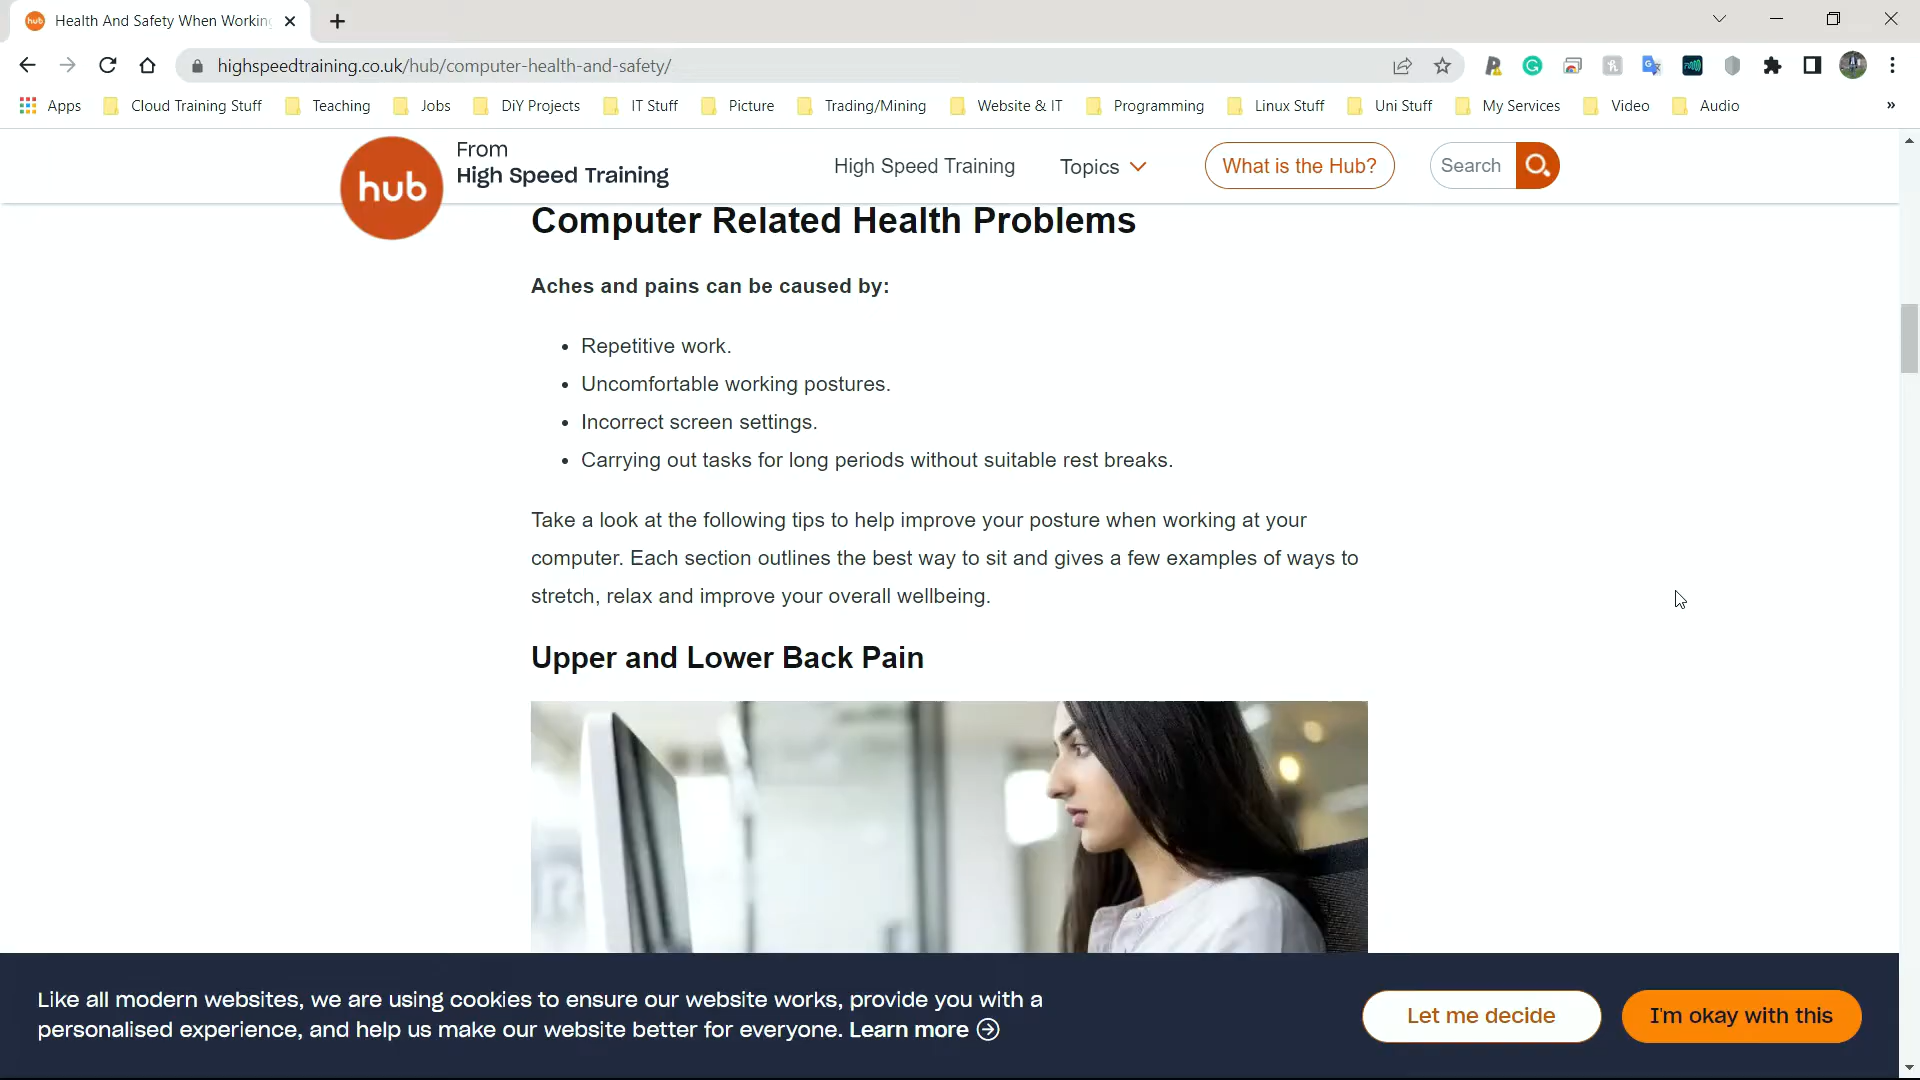 hub
Health And Safety When Working
highspeedtraining.co.uk/hub/computer-health-and-safety/
Apps
Cloud Training Stuff
Teaching
Jobs
DiY Projects
IT Stuff
Picture
Trading/Mining
Website & IT
Programming
Linux Stuff
Uni Stuff
My Services
Video
Audio
»
hub
From
High Speed Training
High Speed Training
Topics
What is the Hub?
Search
Computer Related Health Problems
Aches and pains can be caused by:
• Repetitive work.
• Uncomfortable working postures.
• Incorrect screen settings.
• Carrying out tasks for long periods without suitable rest breaks.
Take a look at the following tips to help improve your posture when working at your
computer. Each section outlines the best way to sit and gives a few examples of ways to
stretch, relax and improve your overall wellbeing.
Upper and Lower Back Pain
Like all modern websites, we are using cookies to ensure our website works, provide you with a
personalised experience, and help us make our website better for everyone. Learn more
Let me decide
I'm okay with this